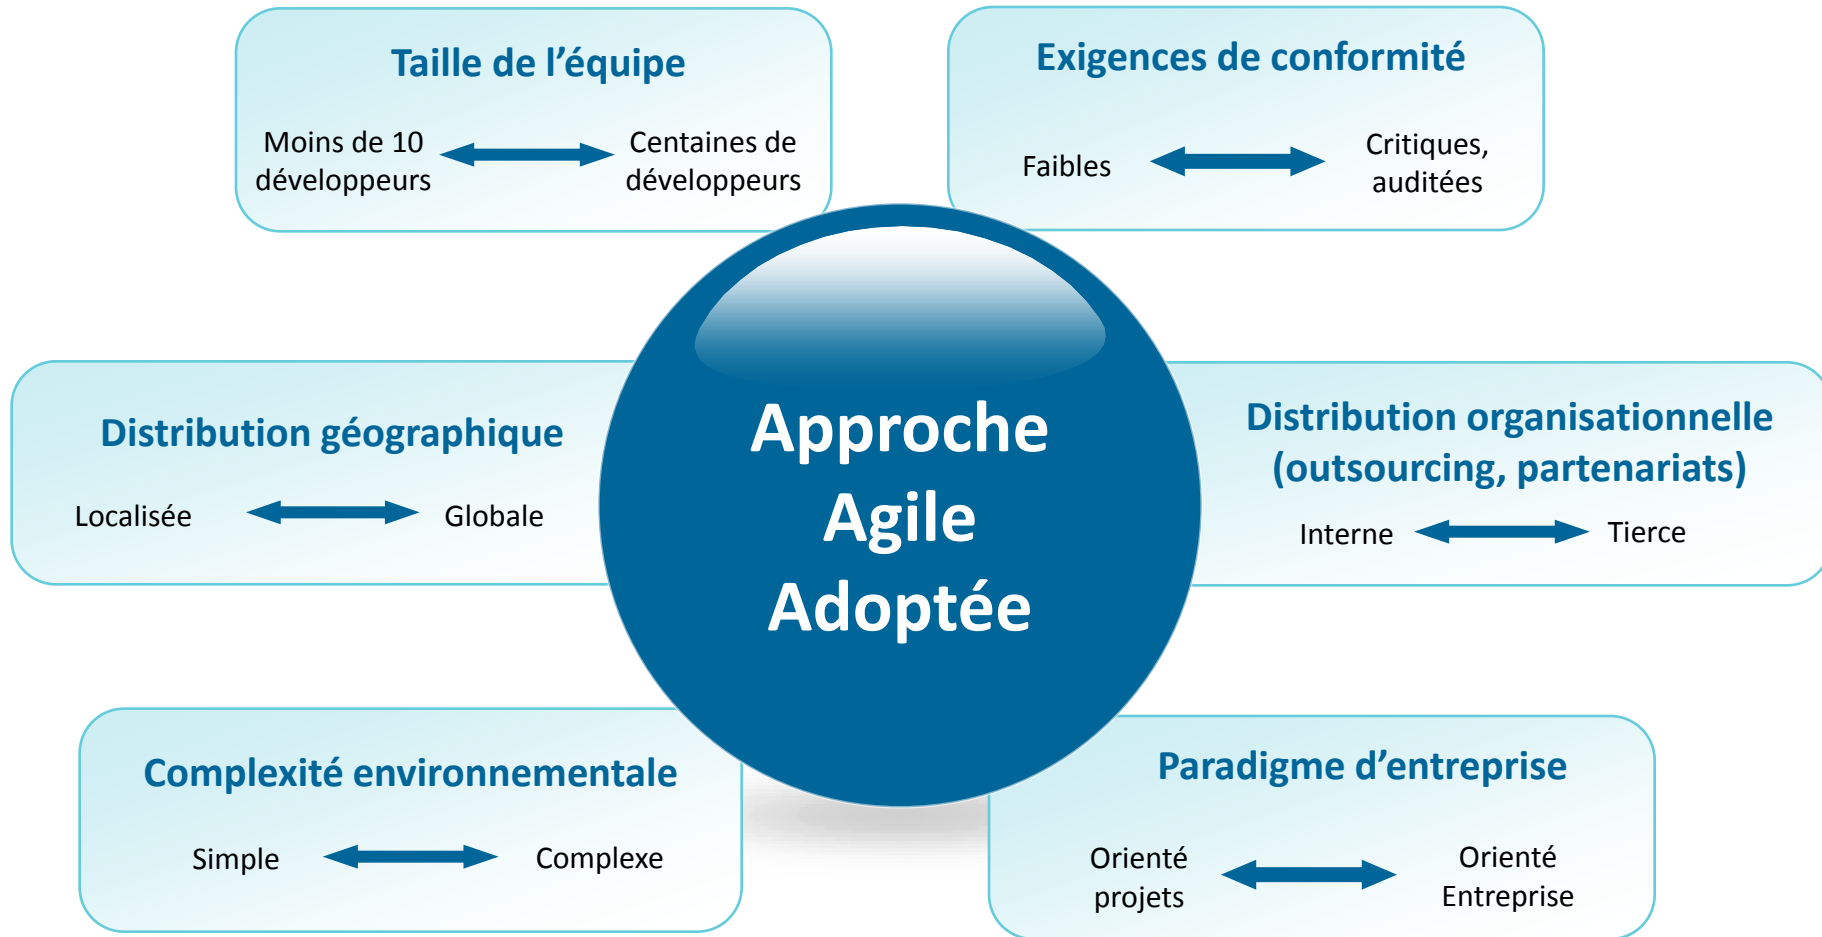 Taille de l’équipe
Moins de 10
développeurs
Centaines de
développeurs
Exigences de conformité
Faibles
Critiques,
auditées
Distribution géographique
Localisée
Globale
Approche
Agile
Adoptée
Distribution organisationnelle
(outsourcing, partenariats)
Interne
Tierce
Complexité environnementale
Simple
Complexe
Paradigme d’entreprise
Orienté
projets
Orienté
Entreprise